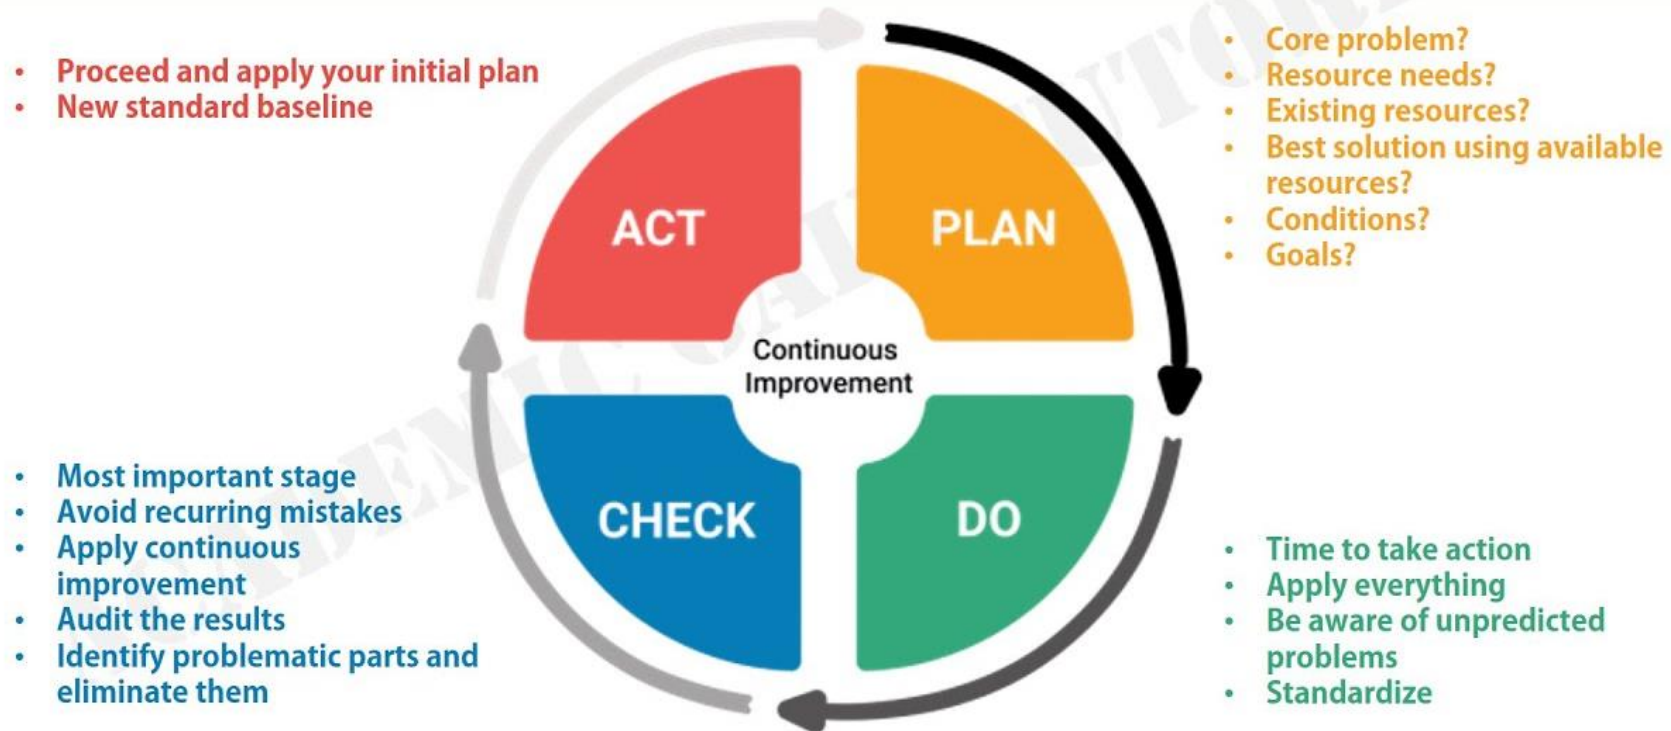 • Proceed and apply your initial plan
• New standard baseline
• Core problem?
• Resource needs?
• Existing resources?
• Best solution using available
resources?
• Conditions?
• Goals?
ACT
PLAN
Continuous
Improvement
CHECK
DO
• Most important stage
• Avoid recurring mistakes
• Apply continuous
improvement
• Audit the results
• Identify problematic parts and
eliminate them
• Time to take action
• Apply everything
• Be aware of unpredicted
problems
• Standardize